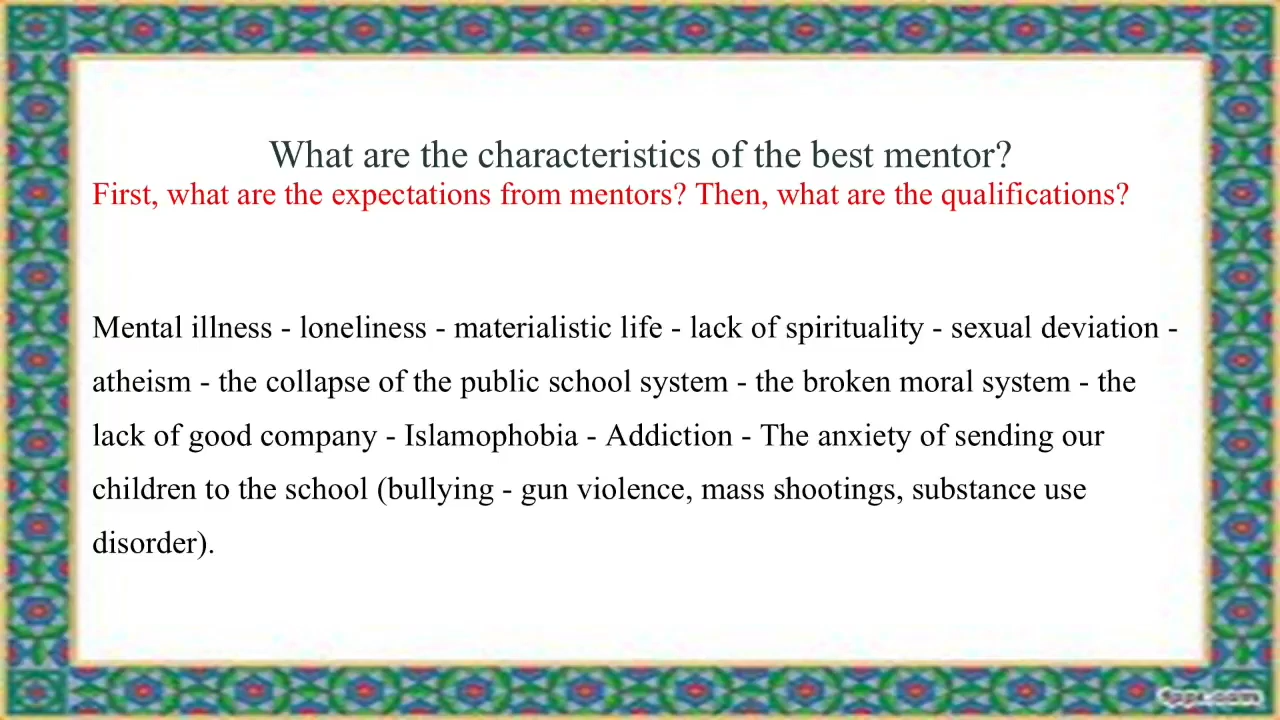 What are the characteristics of the best mentor?
First, what are the expectations from mentors? Then, what are the qualifications?
Mental illness - loneliness - materialistic life - lack of spirituality - sexual deviation -
atheism - the collapse of the public school system - the broken moral system - the
lack of good company - Islamophobia - Addiction - The anxiety of sending our
children to the school (bullying - gun violence, mass shootings, substance use
disorder).